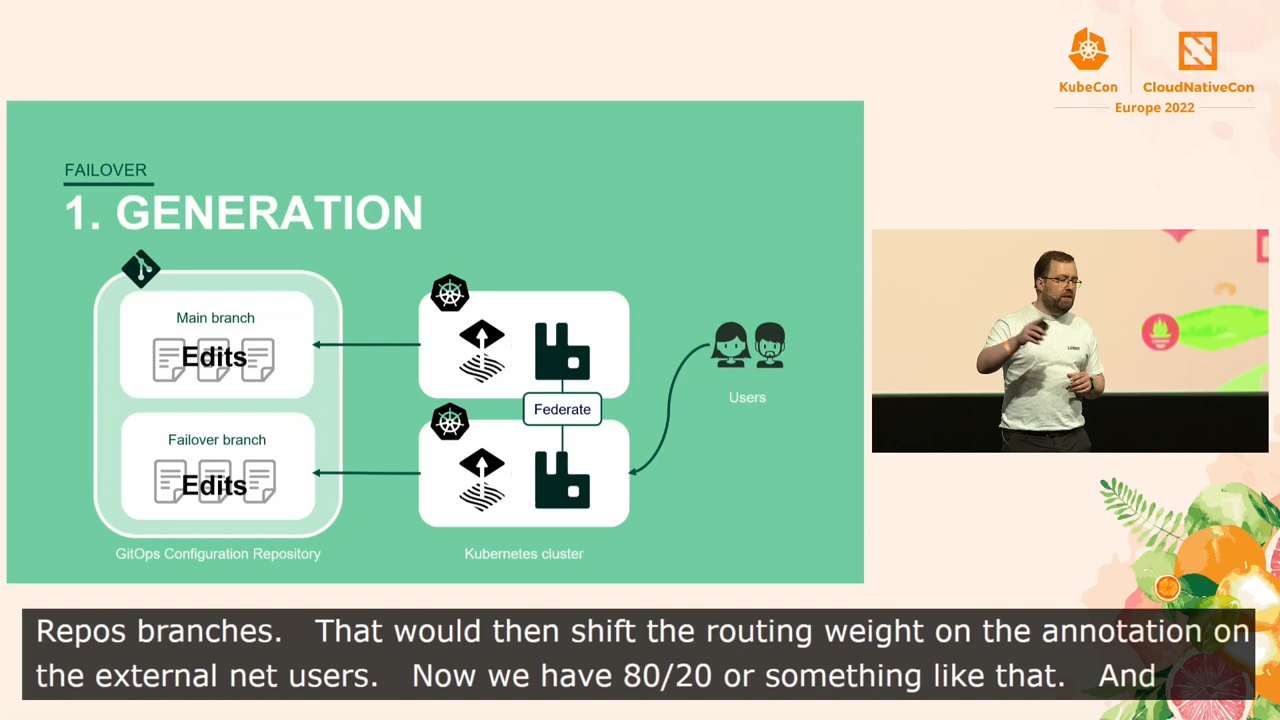 KubeCon
CloudNativeCon
Europe 2022
FAILOVER
1. GENERATION
Main branch
Edits
Failover branch
Edits
GitOps Configuration Repository
Federate
Kubernetes cluster
Users
Repos branches. That would then shift the routing weight on the annotation on
the external net users. Now we have 80/20 or something like that. And